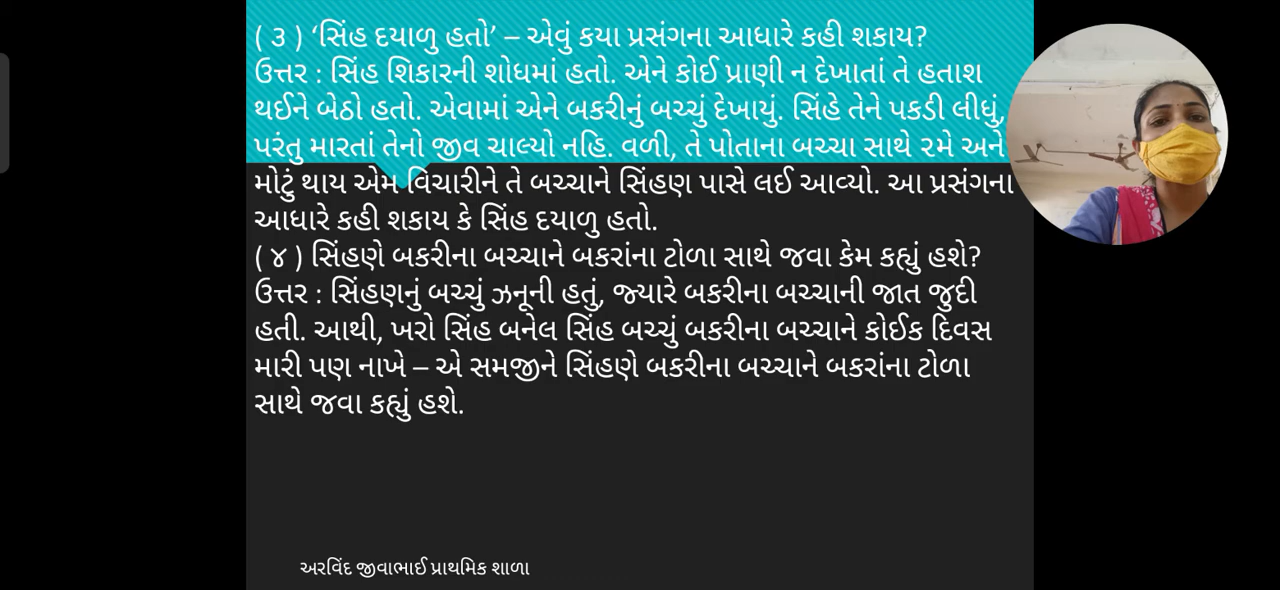 ( ૩ ) ‘સિંહ દયાળુ હતો’ – એવું કયા પ્રસંગના આધારે કહી શકાય?
ઉત્તર : સિંહ શિકારની શોધમાં હતો. એને કોઈ પ્રાણી ન દેખાતાં તે હતાશ
થઈને બેઠો હતો. એવામાં એને બકરીનું બચ્ચું દેખાયું. સિંહે તેને પકડી લીધું,
પરંતુ મારતાં તેનો જીવ ચાલ્યો નહિ. વળી, તે પોતાના બચ્ચા સાથે ૨મે અને
મોટું થાય એમ વિચારીને તે બચ્ચાને સિંહણ પાસે લઈ આવ્યો. આ પ્રસંગના
આધારે કહી શકાય કે સિંહ દયાળુ હતો.
( ૪ ) સિંહણે બકરીના બચ્ચાને બકરાંના ટોળા સાથે જવા કેમ કહ્યું હશે?
ઉત્તર : સિંહણનું બચ્ચું ઝનૂની હતું, જ્યારે બકરીના બચ્ચાની જાત જુદી
હતી. આથી, ખરો સિંહ બનેલ સિંહ બચ્ચું બકરીના બચ્ચાને કોઈક દિવસ
મારી પણ નાખે – એ સમજીને સિંહણે બકરીના બચ્ચાને બકરાંના ટોળા
સાથે જવા કહ્યું હશે.
અરવિંદ જીવાભાઈ પ્રાથમિક શાળા